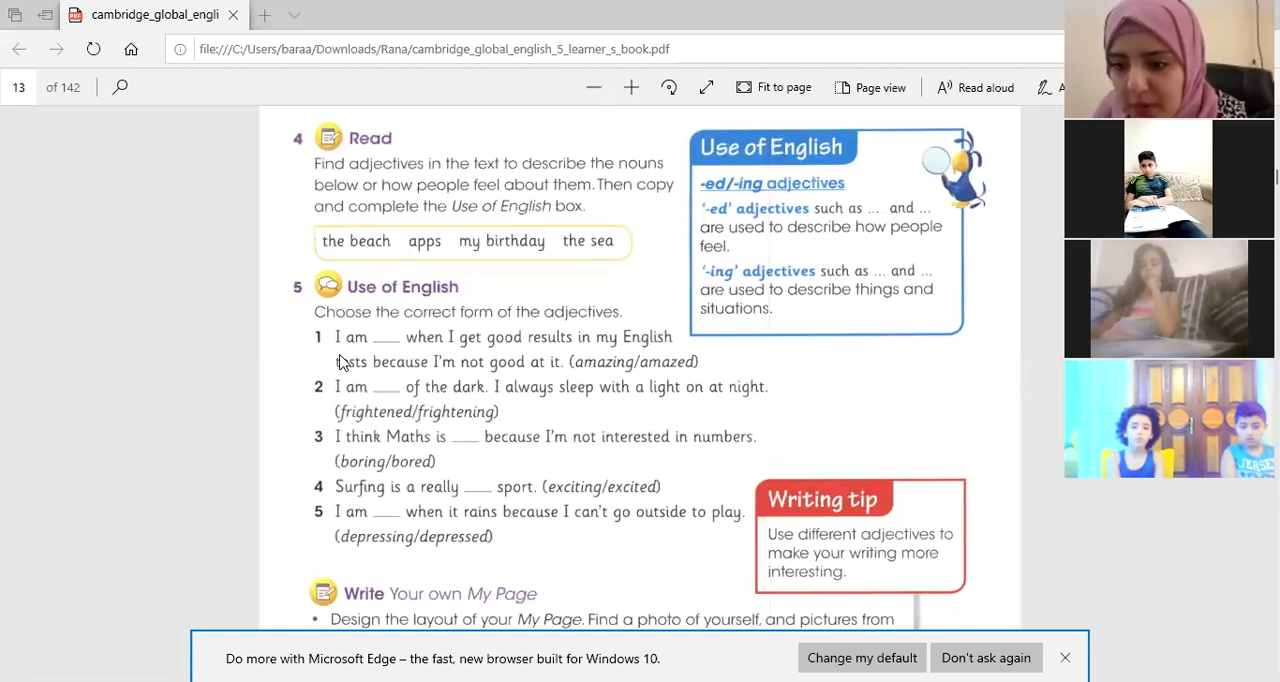 cambridge_global_engli
file:///C:/Users/baraa/Downloads/Rana/cambridge_global_english_5_learner_s_book.pdf
13 of 142
Fit to page
Page view
Read aloud
4 Read
Find adjectives in the text to describe the nouns
below or how people feel about them. Then copy
and complete the Use of English box.
the beach apps my birthday the sea
Use of English
-ed/-ing adjectives
'-ed' adjectives such as ... and ...
are used to describe how people
feel.
'-ing' adjectives such as ... and ...
are used to describe things and
situations.
5 Use of English
Choose the correct form of the adjectives.
1 I am ___ when I get good results in my English
tests because I'm not good at it. (amazing/amazed)
2 I am ___ of the dark. I always sleep with a light on at night.
(frightened/frightening)
3 I think Maths is ___ because I'm not interested in numbers.
(boring/bored)
4 Surfing is a really ___ sport. (exciting/excited)
5 I am ___ when it rains because I can't go outside to play.
(depressing/depressed)
Writing tip
Use different adjectives to
make your writing more
interesting.
Write Your own My Page
• Design the layout of your My Page. Find a photo of yourself, and pictures from
Do more with Microsoft Edge – the fast, new browser built for Windows 10.
Change my default
Don't ask again
JERSEY